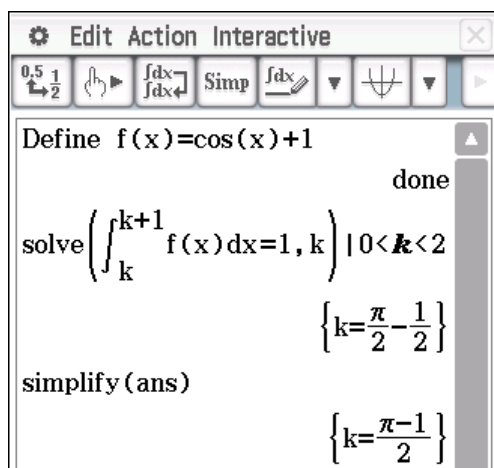 Edit Action Interactive
0.5 1/2 ∫dx ∫dx Simp ∫dx
Define f(x)=cos(x)+1
done
solve(∫_k^{k+1} f(x)dx=1,k)|0<k<2
{k=π/2-1/2}
simplify(ans)
{k=(π-1)/2}